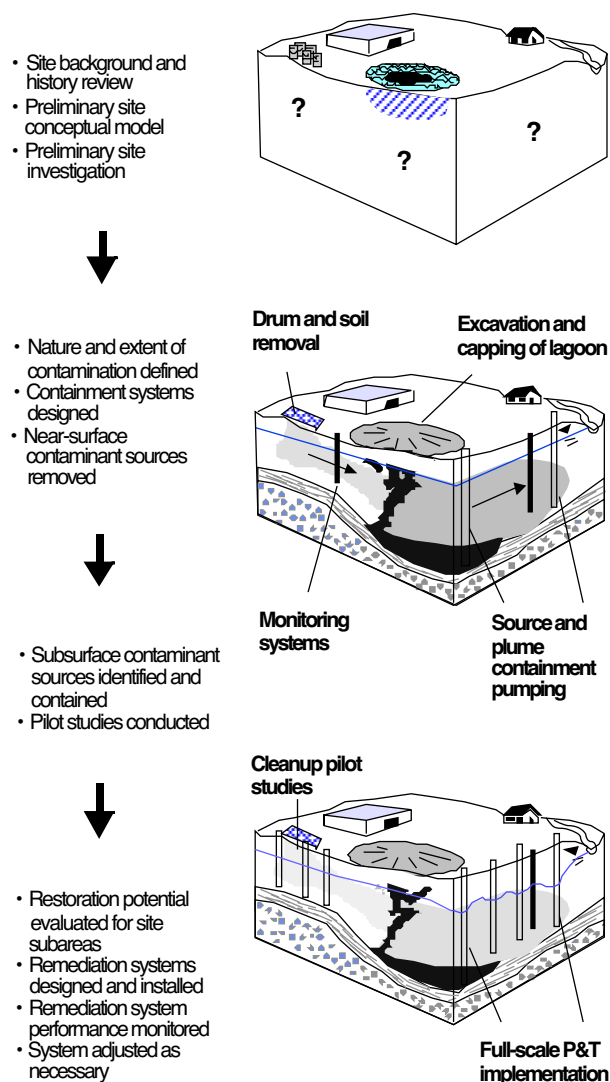 • Site background and
history review
• Preliminary site
conceptual model
• Preliminary site
investigation
?
?
?
Drum and soil
removal
Excavation and
capping of lagoon
• Nature and extent of
contamination defined
• Containment systems
designed
• Near-surface
contaminant sources
removed
Monitoring
systems
Source and
plume
containment
pumping
• Subsurface contaminant
sources identified and
contained
• Pilot studies conducted
Cleanup pilot
studies
• Restoration potential
evaluated for site
subareas
• Remediation systems
designed and installed
• Remediation system
performance monitored
• System adjusted as
necessary
Full-scale P&T
implementation